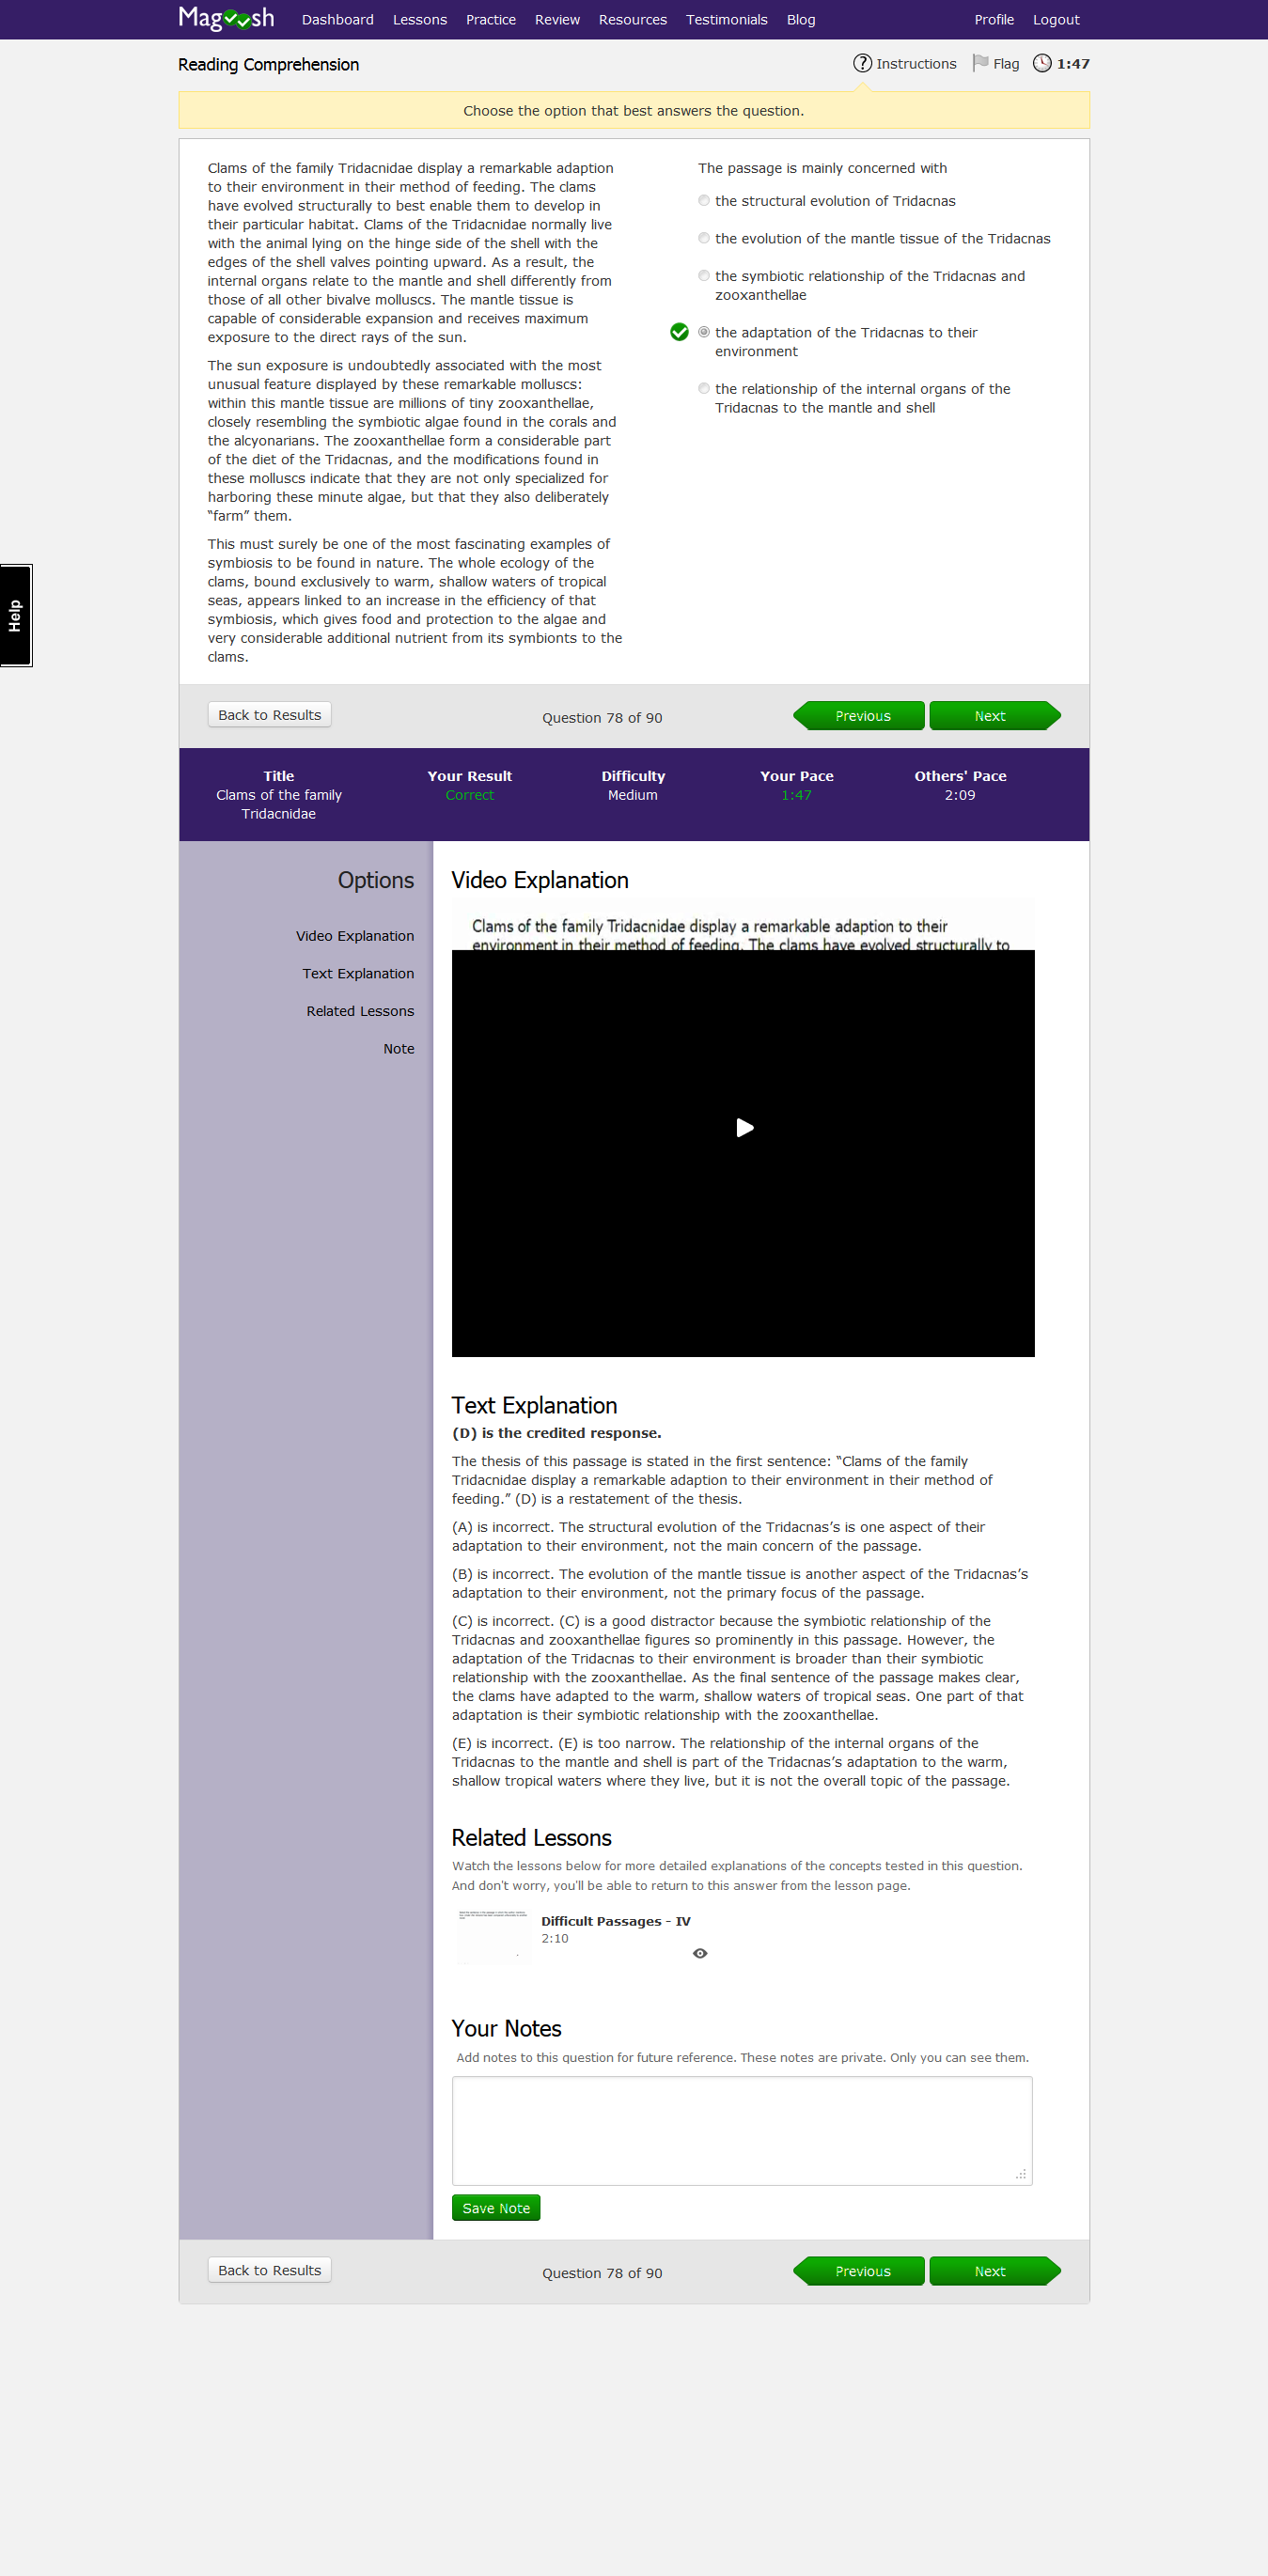 Magoosh Dashboard Lessons Practice Review Resources Testimonials Blog Profile Logout
Reading Comprehension
Instructions Flag 1:47
Choose the option that best answers the question.
Clams of the family Tridacnidae display a remarkable adaption
to their environment in their method of feeding. The clams
have evolved structurally to best enable them to develop in
their particular habitat. Clams of the Tridacnidae normally live
with the animal lying on the hinge side of the shell with the
edges of the shell valves pointing upward. As a result, the
internal organs relate to the mantle and shell differently from
those of all other bivalve molluscs. The mantle tissue is
capable of considerable expansion and receives maximum
exposure to the direct rays of the sun.
The sun exposure is undoubtedly associated with the most
unusual feature displayed by these remarkable molluscs:
within this mantle tissue are millions of tiny zooxanthellae,
closely resembling the symbiotic algae found in the corals and
the alcyonarians. The zooxanthellae form a considerable part
of the diet of the Tridacnas, and the modifications found in
these molluscs indicate that they are not only specialized for
harboring these minute algae, but that they also deliberately
“farm” them.
This must surely be one of the most fascinating examples of
symbiosis to be found in nature. The whole ecology of the
clams, bound exclusively to warm, shallow waters of tropical
seas, appears linked to an increase in the efficiency of that
symbiosis, which gives food and protection to the algae and
very considerable additional nutrient from its symbionts to the
clams.
The passage is mainly concerned with
the structural evolution of Tridacnas
the evolution of the mantle tissue of the Tridacnas
the symbiotic relationship of the Tridacnas and
zooxanthellae
the adaptation of the Tridacnas to their
environment
the relationship of the internal organs of the
Tridacnas to the mantle and shell
Help
Back to Results Question 78 of 90 Previous Next
Title Your Result Difficulty Your Pace Others' Pace
Clams of the family Correct Medium 1:47 2:09
Tridacnidae
Options
Video Explanation
Text Explanation
Related Lessons
Note
Video Explanation
Clams of the family Tridacnidae display a remarkable adaption to their
environment in their method of feeding. The clams have evolved structurally to
Text Explanation
(D) is the credited response.
The thesis of this passage is stated in the first sentence: “Clams of the family
Tridacnidae display a remarkable adaption to their environment in their method of
feeding.” (D) is a restatement of the thesis.
(A) is incorrect. The structural evolution of the Tridacnas’s is one aspect of their
adaptation to their environment, not the main concern of the passage.
(B) is incorrect. The evolution of the mantle tissue is another aspect of the Tridacnas’s
adaptation to their environment, not the primary focus of the passage.
(C) is incorrect. (C) is a good distractor because the symbiotic relationship of the
Tridacnas and zooxanthellae figures so prominently in this passage. However, the
adaptation of the Tridacnas to their environment is broader than their symbiotic
relationship with the zooxanthellae. As the final sentence of the passage makes clear,
the clams have adapted to the warm, shallow waters of tropical seas. One part of that
adaptation is their symbiotic relationship with the zooxanthellae.
(E) is incorrect. (E) is too narrow. The relationship of the internal organs of the
Tridacnas to the mantle and shell is part of the Tridacnas’s adaptation to the warm,
shallow tropical waters where they live, but it is not the overall topic of the passage.
Related Lessons
Watch the lessons below for more detailed explanations of the concepts tested in this question.
And don't worry, you'll be able to return to this answer from the lesson page.
Difficult Passages - IV
2:10
Your Notes
Add notes to this question for future reference. These notes are private. Only you can see them.
Save Note
Back to Results Question 78 of 90 Previous Next